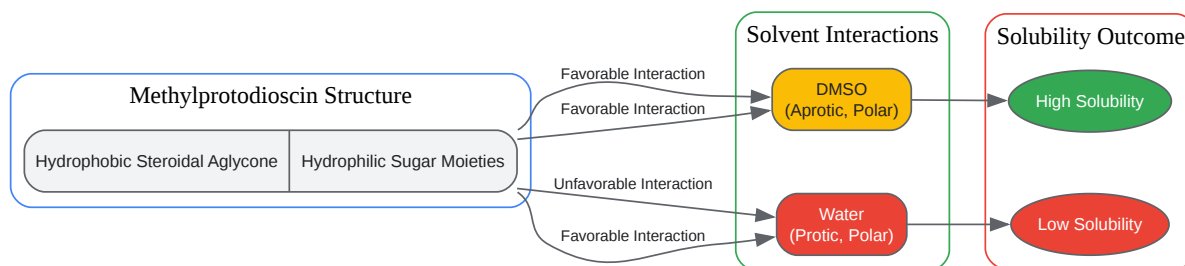 Methylprotodioscin Structure
Hydrophobic Steroidal Aglycone
Hydrophilic Sugar Moieties
Favorable Interaction
Favorable Interaction
Unfavorable Interaction
Favorable Interaction
Solvent Interactions
DMSO
(Aprotic, Polar)
Water
(Protic, Polar)
Solubility Outcome
High Solubility
Low Solubility